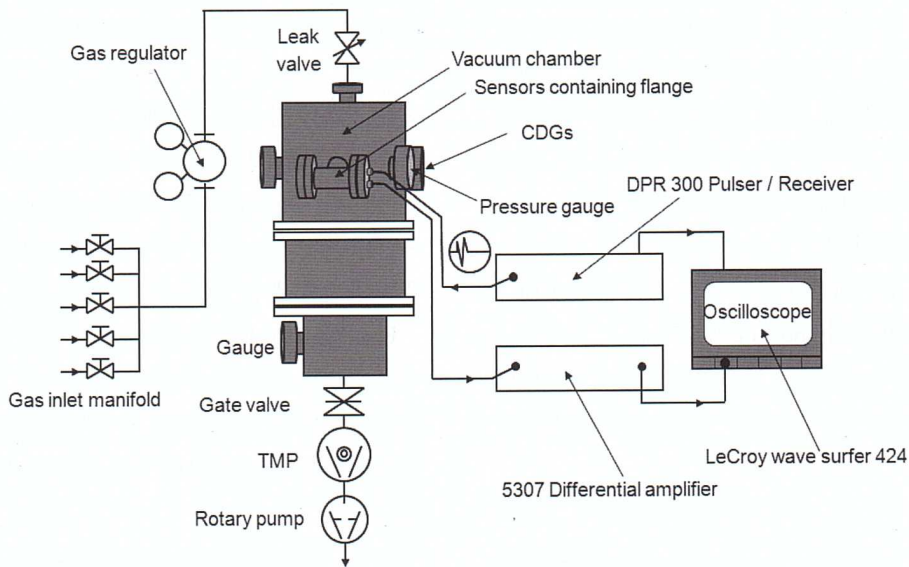 Leak
valve
Gas regulator
Vacuum chamber
Sensors containing flange
CDGs
DPR 300 Pulser / Receiver
Pressure gauge
Oscilloscope
Gauge
Gas inlet manifold
Gate valve
TMP
LeCroy wave surfer 424
5307 Differential amplifier
Rotary pump